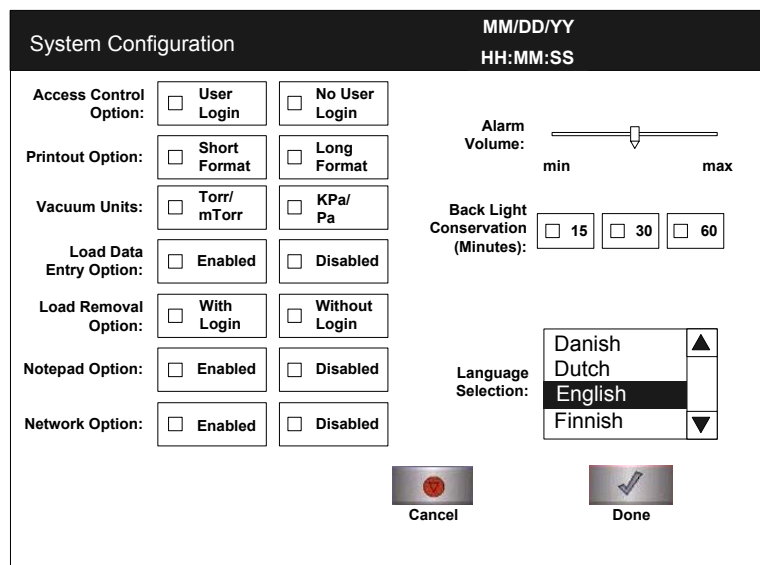 System Configuration
MM/DD/YY
HH:MM:SS
Access Control
Option:
User
Login
No User
Login
Printout Option:
Short
Format
Long
Format
Vacuum Units:
Torr/
mTorr
KPa/
Pa
Load Data
Entry Option:
Enabled
Disabled
Load Removal
Option:
With
Login
Without
Login
Notepad Option:
Enabled
Disabled
Network Option:
Enabled
Disabled
Alarm
Volume:
min
max
Back Light
Conservation
(Minutes):
15
30
60
Language
Selection:
Danish
Dutch
English
Finnish
Cancel
Done